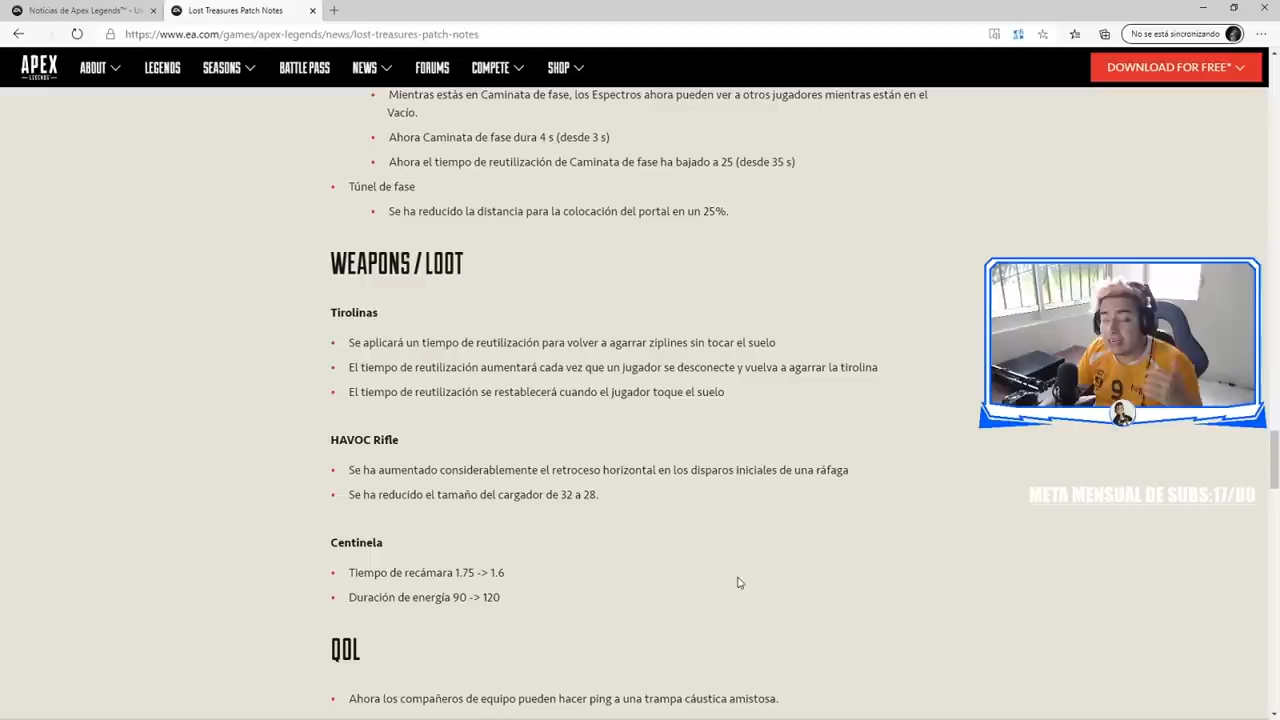 Noticias de Apex Legends™ - U
Lost Treasures Patch Notes
https://www.ea.com/games/apex-legends/news/lost-treasures-patch-notes
No se está sincronizando
APEX
LEGENDS
ABOUT
LEGENDS
SEASONS
BATTLE PASS
NEWS
FORUMS
COMPETE
SHOP
DOWNLOAD FOR FREE*
Mientras estás en Caminata de fase, los Espectros ahora pueden ver a otros jugadores mientras están en el
Vacío.
Ahora Caminata de fase dura 4 s (desde 3 s)
Ahora el tiempo de reutilización de Caminata de fase ha bajado a 25 (desde 35 s)
Túnel de fase
Se ha reducido la distancia para la colocación del portal en un 25%.
WEAPONS / LOOT
Tirolinas
Se aplicará un tiempo de reutilización para volver a agarrar ziplines sin tocar el suelo
El tiempo de reutilización aumentará cada vez que un jugador se desconecte y vuelva a agarrar la tirolina
El tiempo de reutilización se restablecerá cuando el jugador toque el suelo
HAVOC Rifle
Se ha aumentado considerablemente el retroceso horizontal en los disparos iniciales de una ráfaga
Se ha reducido el tamaño del cargador de 32 a 28.
META MENSUAL DE SUBS:17/80
Centinela
Tiempo de recámara 1.75 -> 1.6
Duración de energía 90 -> 120
QOL
Ahora los compañeros de equipo pueden hacer ping a una trampa cáustica amistosa.